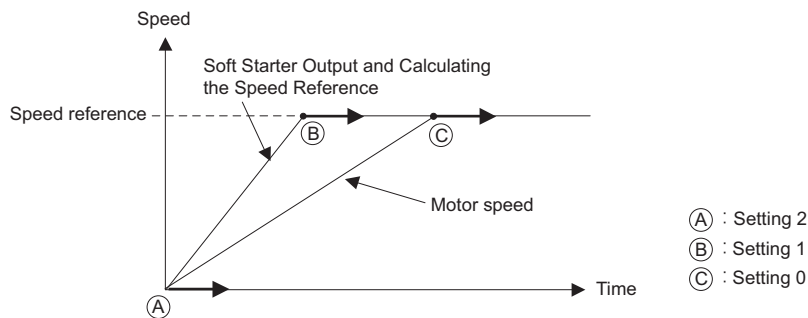 Speed
Soft Starter Output and Calculating
the Speed Reference
Speed reference
B
C
Motor speed
A
Time
A : Setting 2
B : Setting 1
C : Setting 0